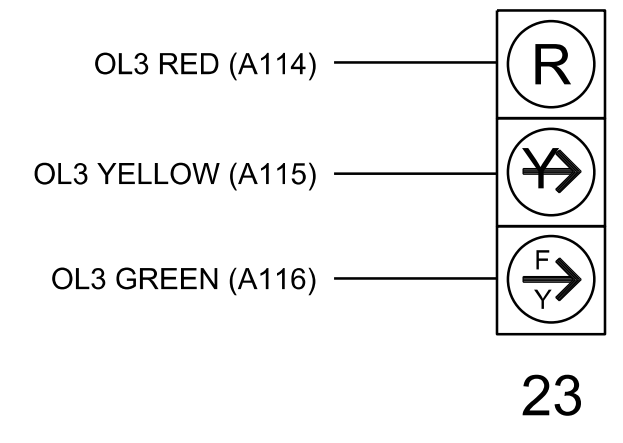 OL3 RED (A114)
R
OL3 YELLOW (A115)
Y
OL3 GREEN (A116)
F
Y
23